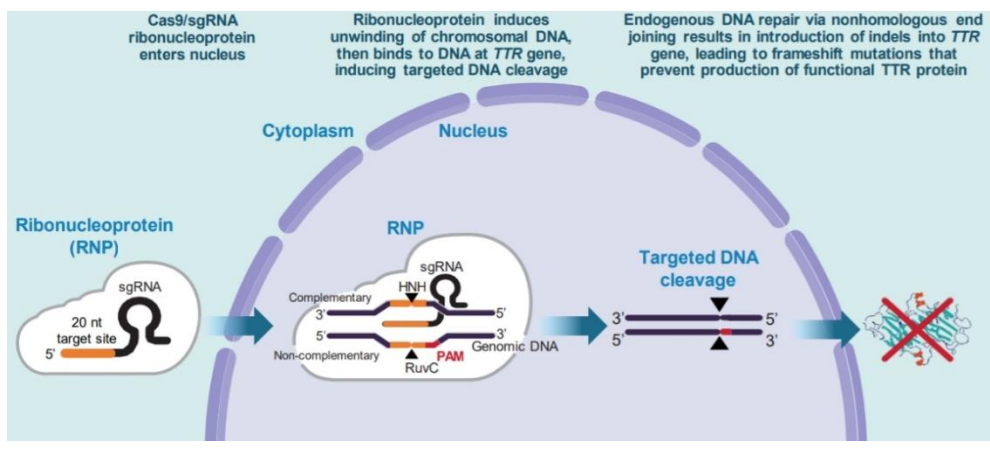 Cas9/sgRNA
ribonucleoprotein
enters nucleus
Ribonucleoprotein induces
unwinding of chromosomal DNA,
then binds to DNA at TTR gene,
inducing targeted DNA cleavage
Endogenous DNA repair via nonhomologous end
joining results in introduction of indels into TTR
gene, leading to frameshift mutations that
prevent production of functional TTR protein
Cytoplasm
Nucleus
Ribonucleoprotein
(RNP)
sgRNA
20 nt
target site
5'
RNP
sgRNA
HNH
Complementary
3'
5'
5'
3'
Non-complementary
PAM
Genomic DNA
RuvC
Targeted DNA
cleavage
3'
5'
5'
3'